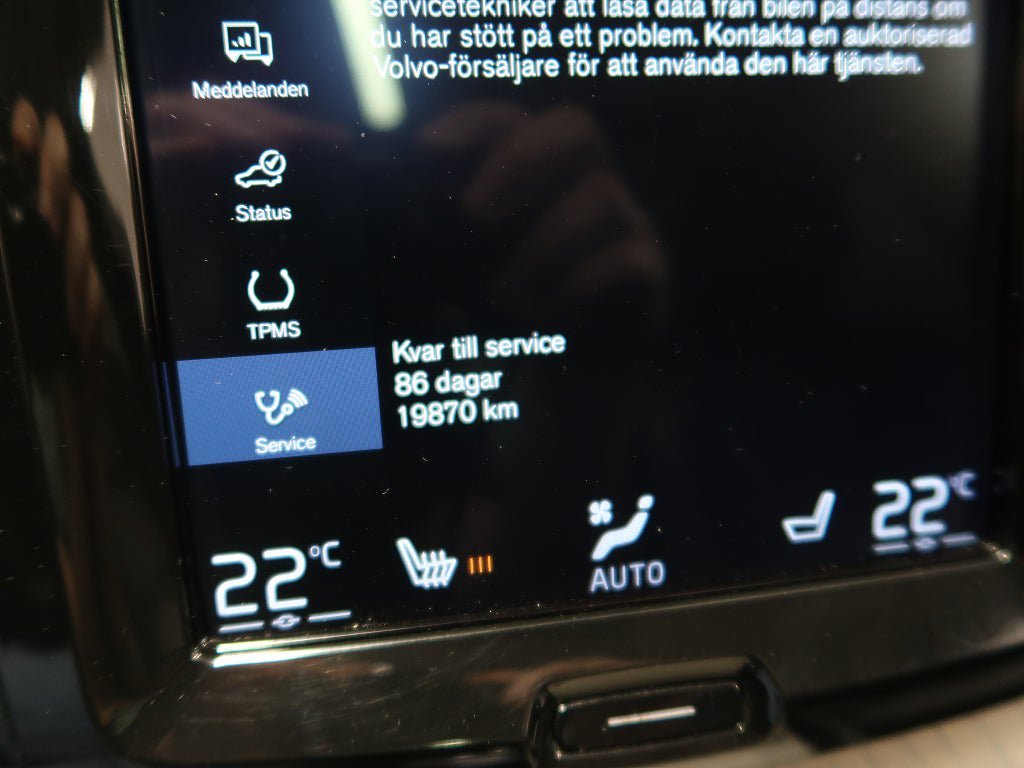 servicetekniker att läsa data från bilen på distans om
du har stött på ett problem. Kontakta en auktoriserad
Volvo-försäljare för att använda den här tjänsten.
Meddelanden
Status
TPMS
Service
Kvar till service
86 dagar
19870 km
22°C
AUTO
22°C